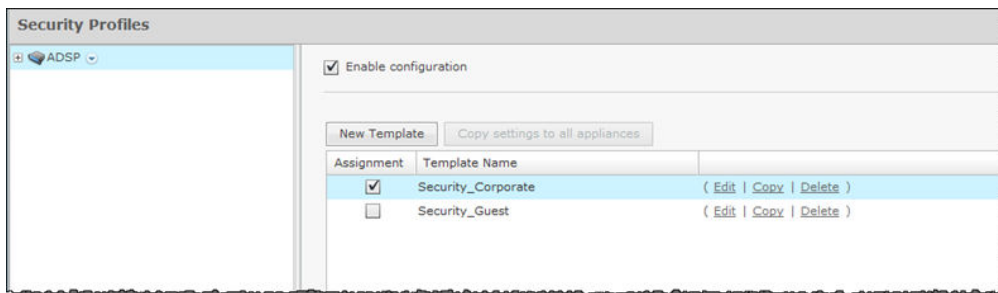 Security Profiles
ADSP
Enable configuration
New Template
Copy settings to all appliances
Assignment Template Name
Security_Corporate ( Edit | Copy | Delete )
Security_Guest ( Edit | Copy | Delete )